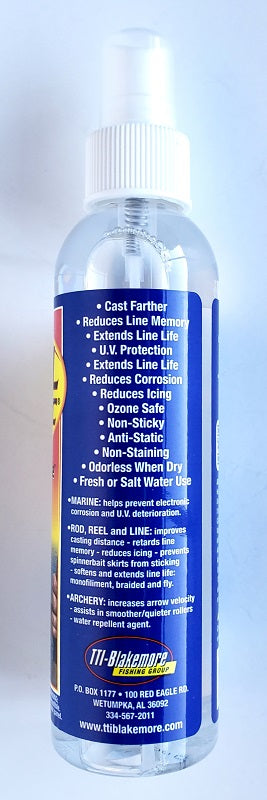 • Cast Farther
• Reduces Line Memory
• Extends Line Life
• U.V. Protection
• Extends Line Life
• Reduces Corrosion
• Reduces Icing
• Ozone Safe
• Non-Sticky
• Anti-Static
• Non-Staining
• Odorless When Dry
• Fresh or Salt Water Use
•MARINE: helps prevent electronic
corrosion and U.V. deterioration.
•ROD, REEL and LINE: improves
casting distance - retards line
memory - reduces icing - prevents
spinnerbait skirts from sticking
- softens and extends line life:
monofiliment, braided and fly.
•ARCHERY: increases arrow velocity
- assists in smoother/quieter rollers
- water repellent agent.
TTI-Blakemore
FISHING GROUP
P.O. BOX 1177 • 100 RED EAGLE RD.
WETUMPKA, AL 36092
334-567-2011
www.ttiblakemore.com